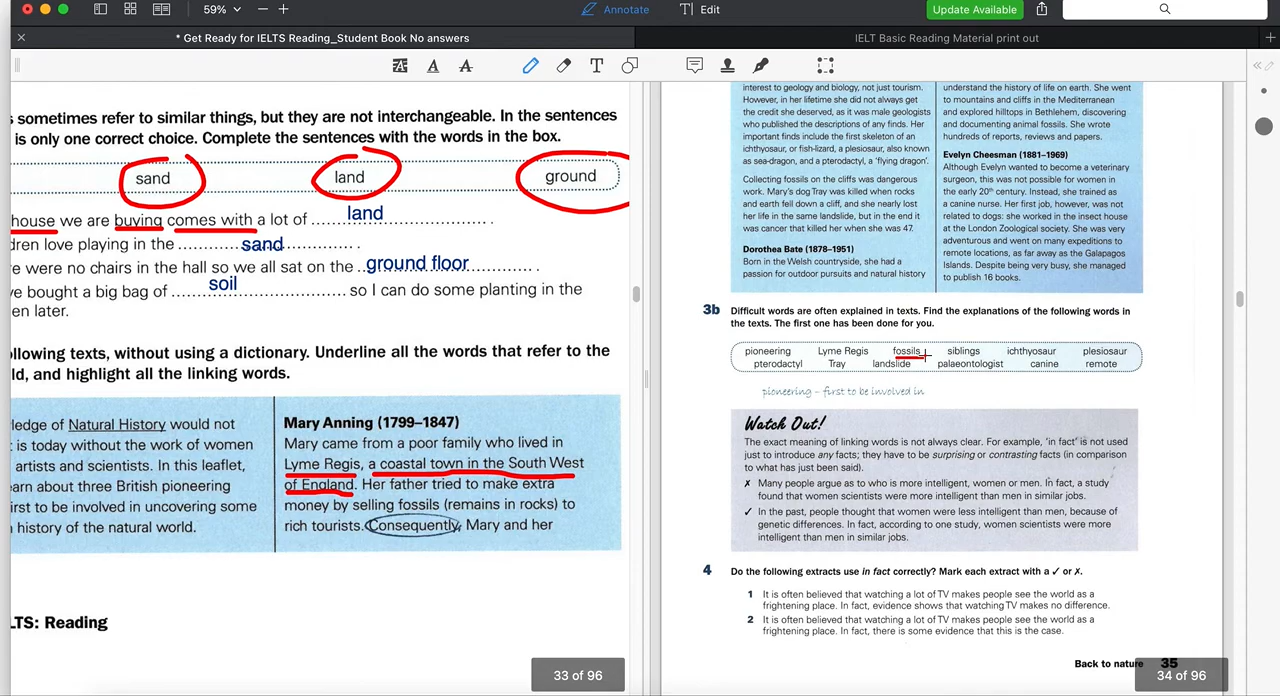 59%
Annotate
Edit
Update Available
* Get Ready for IELTS Reading_Student Book No answers
IELT Basic Reading Material print out
s sometimes refer to similar things, but they are not interchangeable. In the sentences
is only one correct choice. Complete the sentences with the words in the box.
sand land ground
house we are buying comes with a lot of land .
dren love playing in the sand .
e were no chairs in the hall so we all sat on the ground floor .
ve bought a big bag of soil so I can do some planting in the
en later.
ollowing texts, without using a dictionary. Underline all the words that refer to the
ld, and highlight all the linking words.
ledge of Natural History would not
is today without the work of women
artists and scientists. In this leaflet,
earn about three British pioneering
irst to be involved in uncovering some
history of the natural world.
Mary Anning (1799–1847)
Mary came from a poor family who lived in
Lyme Regis, a coastal town in the South West
of England. Her father tried to make extra
money by selling fossils (remains in rocks) to
rich tourists. Consequently, Mary and her
LTS: Reading
33 of 96
interest to geology and biology, not just tourism.
However, in her lifetime she did not always get
the credit she deserved, as it was male geologists
who published the descriptions of any finds. Her
important finds include the first skeleton of an
ichthyosaur, or fish-lizard, a plesiosaur, also known
as sea-dragon, and a pterodactyl, a 'flying dragon'.
Collecting fossils on the cliffs was dangerous
work. Mary's dog Tray was killed when rocks
and earth fell down a cliff, and she nearly lost
her life in the same landslide, but in the end it
was cancer that killed her when she was 47.
Dorothea Bate (1878–1951)
Born in the Welsh countryside, she had a
passion for outdoor pursuits and natural history
understand the history of life on earth. She went
to mountains and cliffs in the Mediterranean
and explored hilltops in Bethlehem, discovering
and documenting animal fossils. She wrote
hundreds of reports, reviews and papers.
Evelyn Cheesman (1881–1969)
Although Evelyn wanted to become a veterinary
surgeon, this was not possible for women in
the early 20th century. Instead, she trained as
a canine nurse. Her first job, however, was not
related to dogs: she worked in the insect house
at the London Zoological society. She was very
adventurous and went on many expeditions to
remote locations, as far away as the Galapagos
Islands. Despite being very busy, she managed
to publish 16 books.
3b Difficult words are often explained in texts. Find the explanations of the following words in
the texts. The first one has been done for you.
pioneering Lyme Regis fossils siblings ichthyosaur plesiosaur
pterodactyl Tray landslide palaeontologist canine remote
pioneering – first to be involved in
Watch Out!
The exact meaning of linking words is not always clear. For example, 'in fact' is not used
just to introduce any facts; they have to be surprising or contrasting facts (in comparison
to what has just been said).
✗ Many people argue as to who is more intelligent, women or men. In fact, a study
found that women scientists were more intelligent than men in similar jobs.
✓ In the past, people thought that women were less intelligent than men, because of
genetic differences. In fact, according to one study, women scientists were more
intelligent than men in similar jobs.
4 Do the following extracts use in fact correctly? Mark each extract with a ✓ or ✗.
1 It is often believed that watching a lot of TV makes people see the world as a
frightening place. In fact, evidence shows that watching TV makes no difference.
2 It is often believed that watching a lot of TV makes people see the world as a
frightening place. In fact, there is some evidence that this is the case.
Back to nature 35
34 of 96